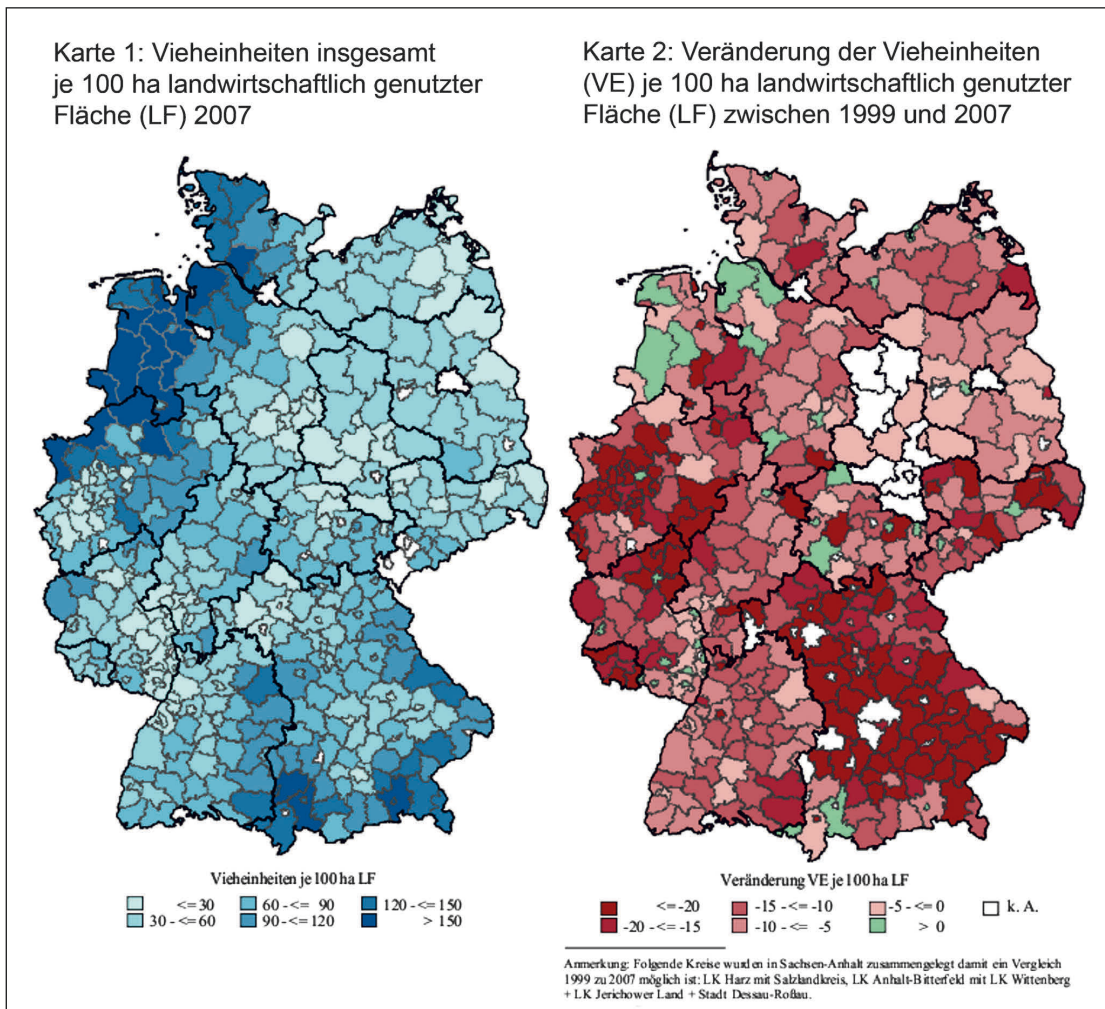 Karte 1: Vieheinheiten insgesamt
je 100 ha landwirtschaftlich genutzter
Fläche (LF) 2007
Karte 2: Veränderung der Vieheinheiten
(VE) je 100 ha landwirtschaftlich genutzter
Fläche (LF) zwischen 1999 und 2007
Vieheinheiten je 100 ha LF
<=30 60 -<= 90 120 -<=150
30 -<=60 90-<=120 > 150
Veränderung VE je 100 ha LF
<= -20 -15 -<= -10 -5 -<= 0 k. A.
-20 -<= -15 -10 -<= -5 > 0
Anmerkung: Folgende Kreise wurden in Sachsen-Anhalt zusammengelegt damit ein Vergleich
1999 zu 2007 möglich ist: LK Harz mit Salzlandkreis, LK Anhalt-Bitterfeld mit LK Wittenberg
+ LK Jerichower Land + Stadt Dessau-Roßlau.